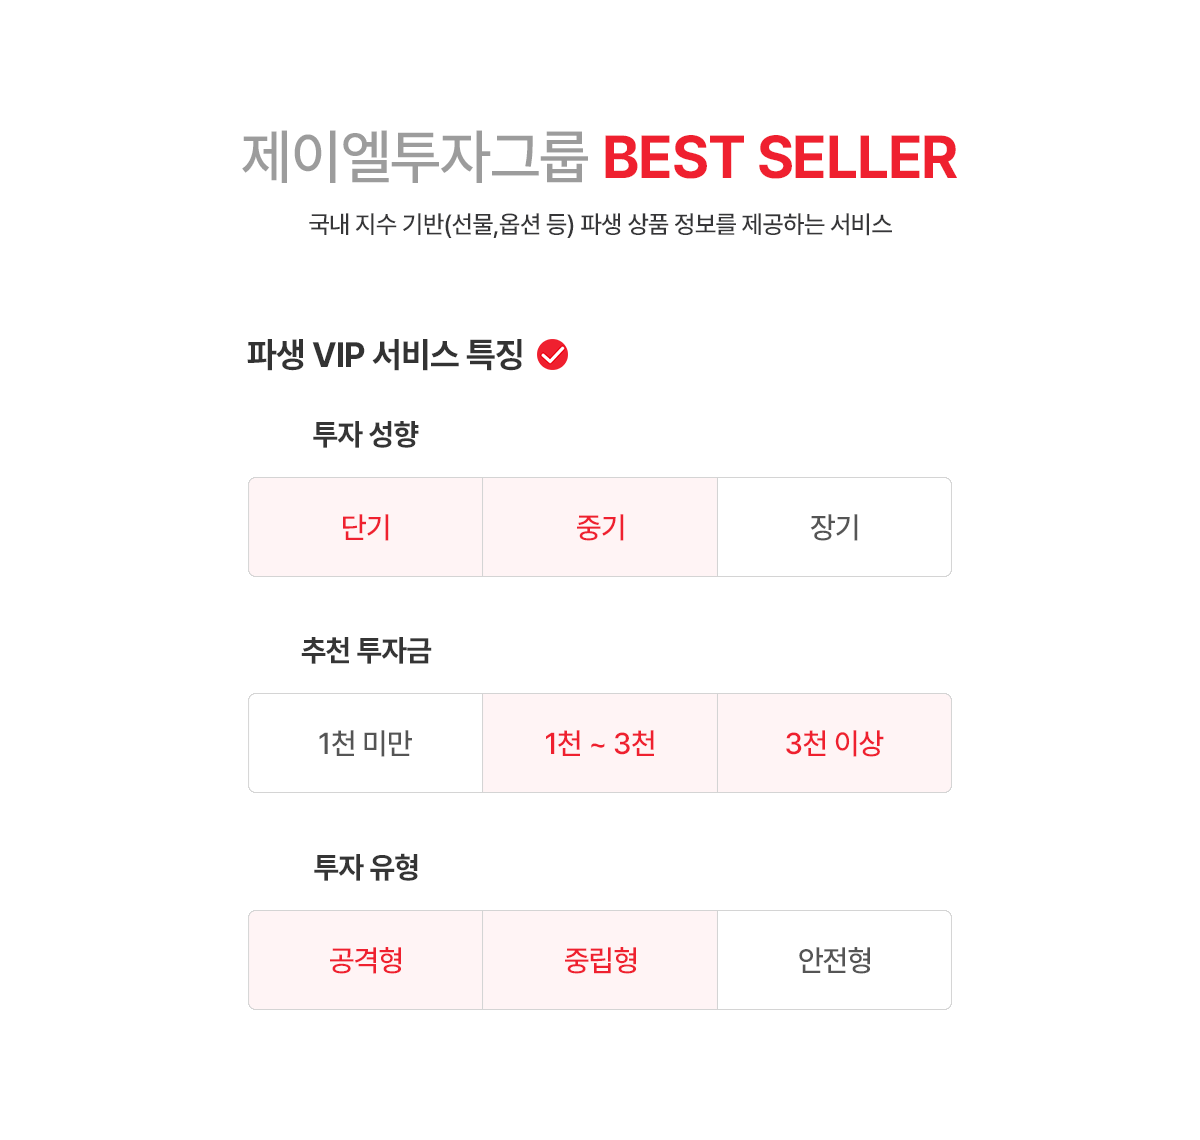 제이엘투자그룹 BEST SELLER
국내 지수 기반(선물,옵션 등) 파생 상품 정보를 제공하는 서비스
파생 VIP 서비스 특징
투자 성향
단기 중기 장기
추천 투자금
1천 미만 1천 ~ 3천 3천 이상
투자 유형
공격형 중립형 안전형